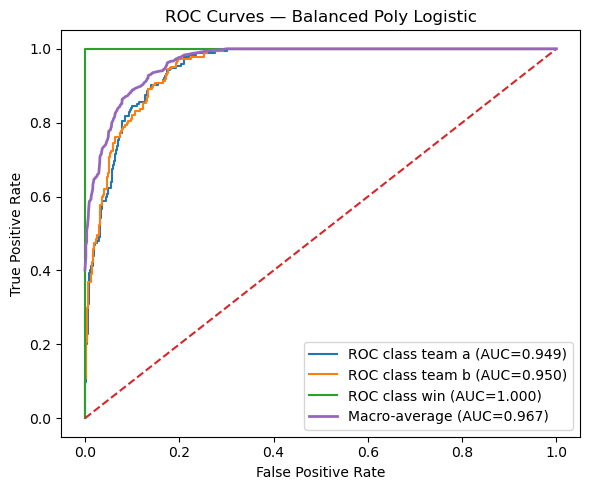 ROC Curves — Balanced Poly Logistic
True Positive Rate
1.0
0.8
0.6
0.4
0.2
0.0
0.0 0.2 0.4 0.6 0.8 1.0
False Positive Rate
ROC class team a (AUC=0.949)
ROC class team b (AUC=0.950)
ROC class win (AUC=1.000)
Macro-average (AUC=0.967)